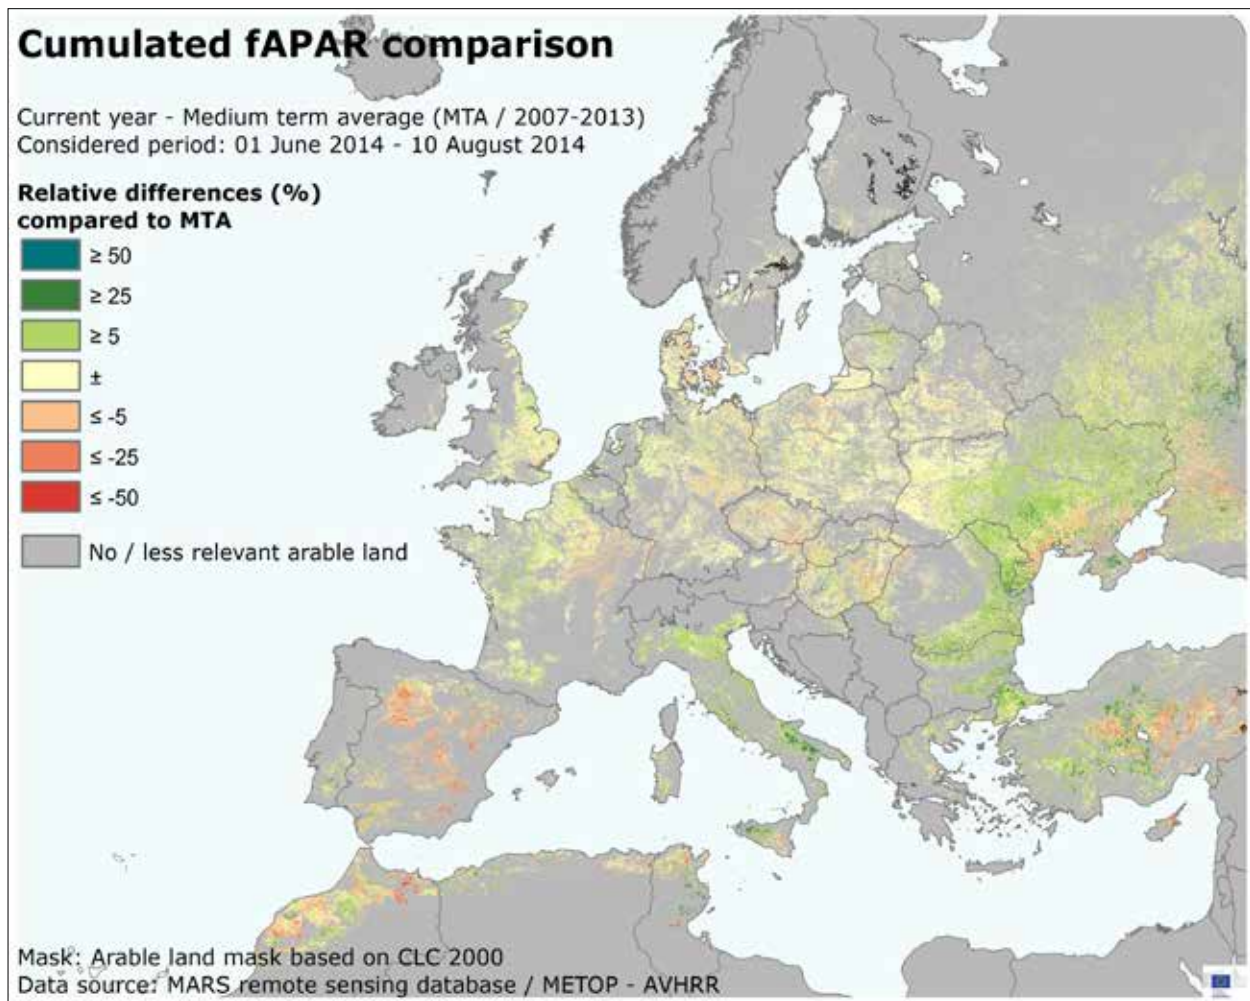 Cumulated fAPAR comparison
Current year - Medium term average (MTA / 2007-2013)
Considered period: 01 June 2014 - 10 August 2014
Relative differences (%)
compared to MTA
≥ 50
≥ 25
≥ 5
±
≤ -5
≤ -25
≤ -50
No / less relevant arable land
Mask: Arable land mask based on CLC 2000
Data source: MARS remote sensing database / METOP - AVHRR